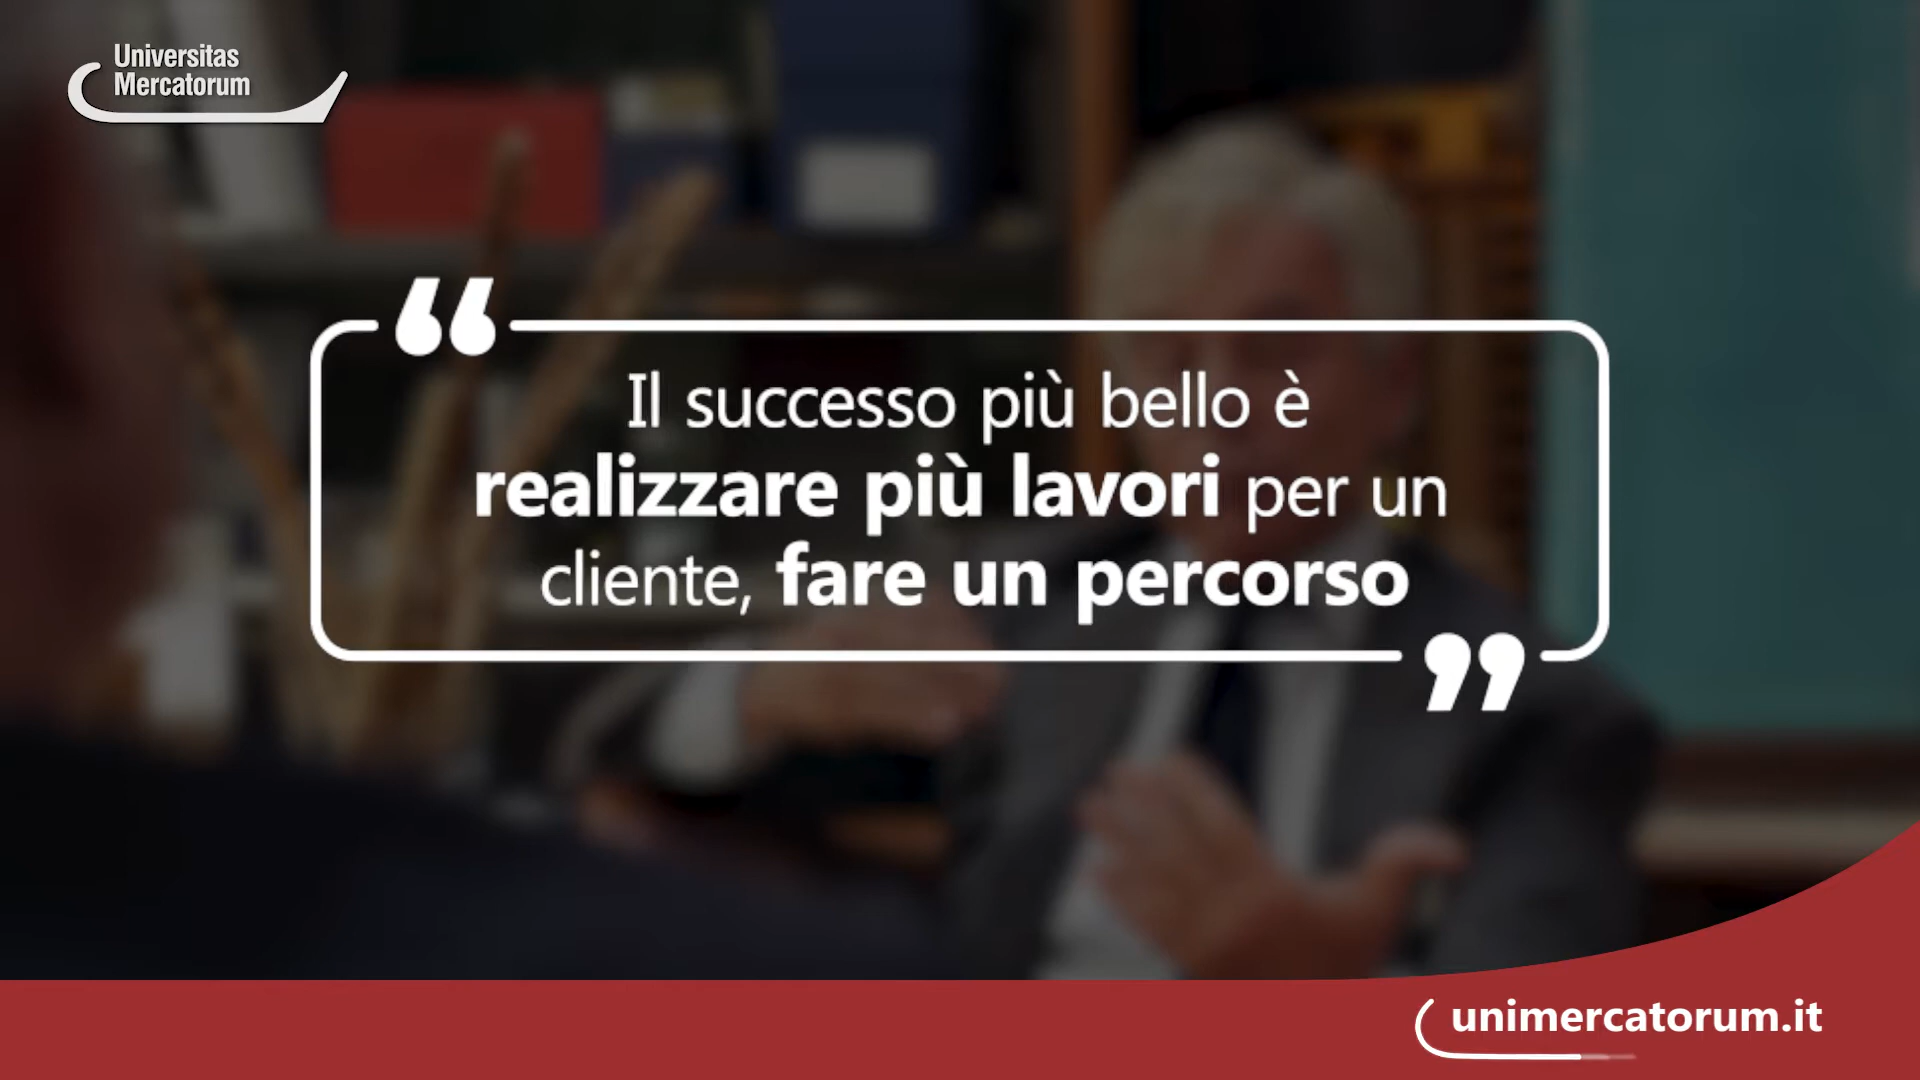 Universitas
Mercatorum
“
Il successo più bello è
realizzare più lavori per un
cliente, fare un percorso
”
unimercatorum.it